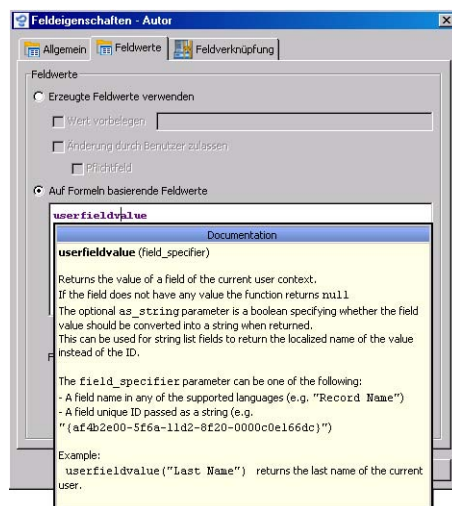 Feldeigenschaften - Autor
Allgemein
Feldwerte
Feldverknüpfung
Feldwerte
Erzeugte Feldwerte verwenden
Wert vorbelegen
Änderung durch Benutzer zulassen
Pflichtfeld
Auf Formeln basierende Feldwerte
userfieldvalue
Documentation
userfieldvalue (field_specifier)
Returns the value of a field of the current user context.
If the field does not have any value the function returns null
The optional as_string parameter is a boolean specifying whether the field
value should be converted into a string when returned.
This can be used for string list fields to return the localized name of the value
instead of the ID.
The field_specifier parameter can be one of the following:
- A field name in any of the supported languages (e.g. "Record Name")
- A field unique ID passed as a string (e.g.
"{af4b2e00-5f6a-11d2-8f20-0000c0e166dc}")
Example:
userfieldvalue("Last Name") returns the last name of the current
user.